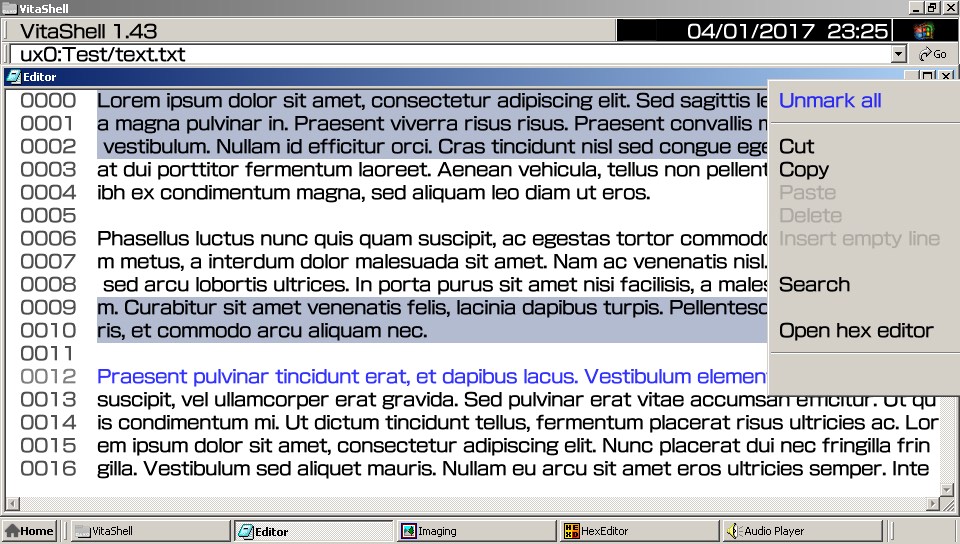 VitaShell
VitaShell 1.43
04/01/2017 23:25
ux0:Test/text.txt
Go
Editor
0000 Lorem ipsum dolor sit amet, consectetur adipiscing elit. Sed sagittis le
0001 a magna pulvinar in. Praesent viverra risus risus. Praesent convallis
0002 vestibulum. Nullam id efficitur orci. Cras tincidunt nisl sed congue ege
0003 at dui porttitor fermentum laoreet. Aenean vehicula, tellus non pellent
0004 ibh ex condimentum magna, sed aliquam leo diam ut eros.
0005
0006 Phasellus luctus nunc quis quam suscipit, ac egestas tortor commodo
0007 m metus, a interdum dolor malesuada sit amet. Nam ac venenatis nisl.
0008 sed arcu lobortis ultrices. In porta purus sit amet nisi facilisis, a males
0009 m. Curabitur sit amet venenatis felis, lacinia dapibus turpis. Pellentesc
0010 ris, et commodo arcu aliquam nec.
0011
0012 Praesent pulvinar tincidunt erat, et dapibus lacus. Vestibulum elemen
0013 suscipit, vel ullamcorper erat gravida. Sed pulvinar erat vitae accumsan efficitur. Ut qu
0014 is condimentum mi. Ut dictum tincidunt tellus, fermentum placerat risus ultricies ac. Lor
0015 em ipsum dolor sit amet, consectetur adipiscing elit. Nunc placerat dui nec fringilla frin
0016 gilla. Vestibulum sed aliquet mauris. Nullam eu arcu sit amet eros ultricies semper. Inte
Unmark all
Cut
Copy
Paste
Delete
Insert empty line
Search
Open hex editor
Home
VitaShell
Editor
Imaging
HexEditor
Audio Player